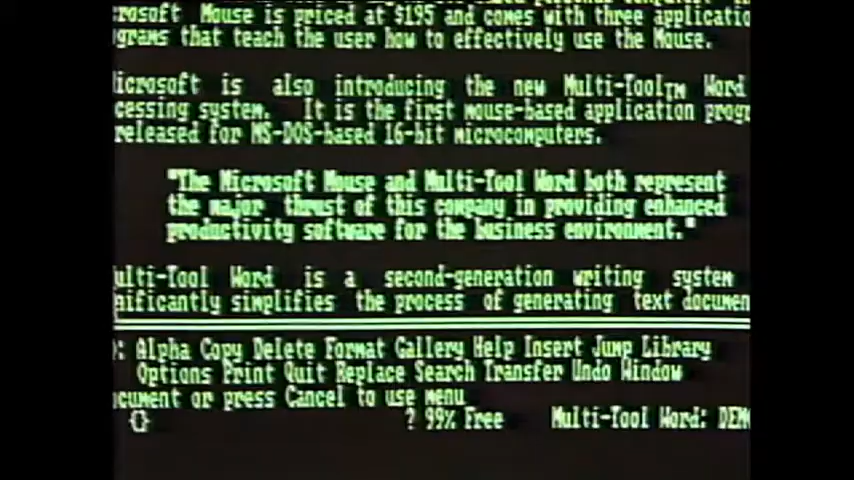 crosoft Mouse is priced at $195 and comes with three applicatio
grams that teach the user how to effectively use the Mouse.
icrosoft is also introducing the new Multi-ToolTM Word
cessing system. It is the first mouse-based application progr
released for MS-DOS-based 16-bit microcomputers.
"The Microsoft Mouse and Multi-Tool Word both represent
the major thrust of this company in providing enhanced
productivity software for the business environment."
ulti-Tool Word is a second-generation writing system
nificantly simplifies the process of generating text documen
: Alpha Copy Delete Format Gallery Help Insert Jump Library
Options Print Quit Replace Search Transfer Undo Window
ocument or press Cancel to use menu
{} ? 99% Free Multi-Tool Word: DEM